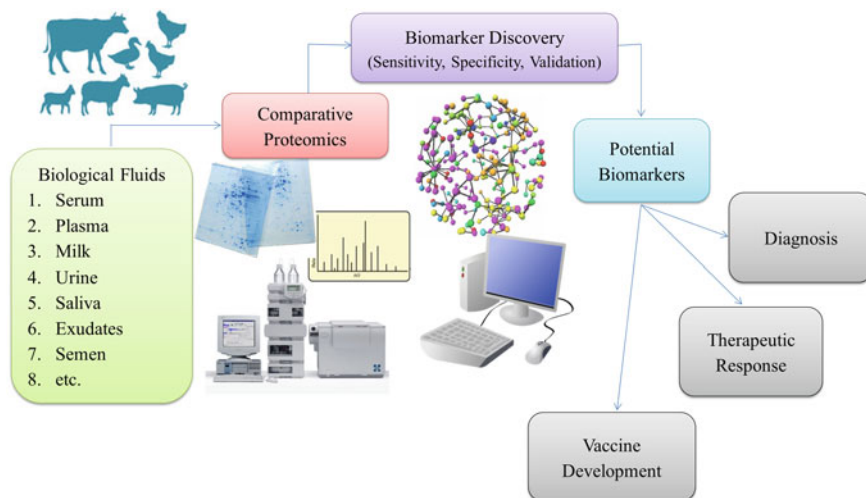 Biomarker Discovery
(Sensitivity, Specificity, Validation)
Comparative
Proteomics
Biological Fluids
1. Serum
2. Plasma
3. Milk
4. Urine
5. Saliva
6. Exudates
7. Semen
8. etc.
Potential
Biomarkers
Diagnosis
Therapeutic
Response
Vaccine
Development